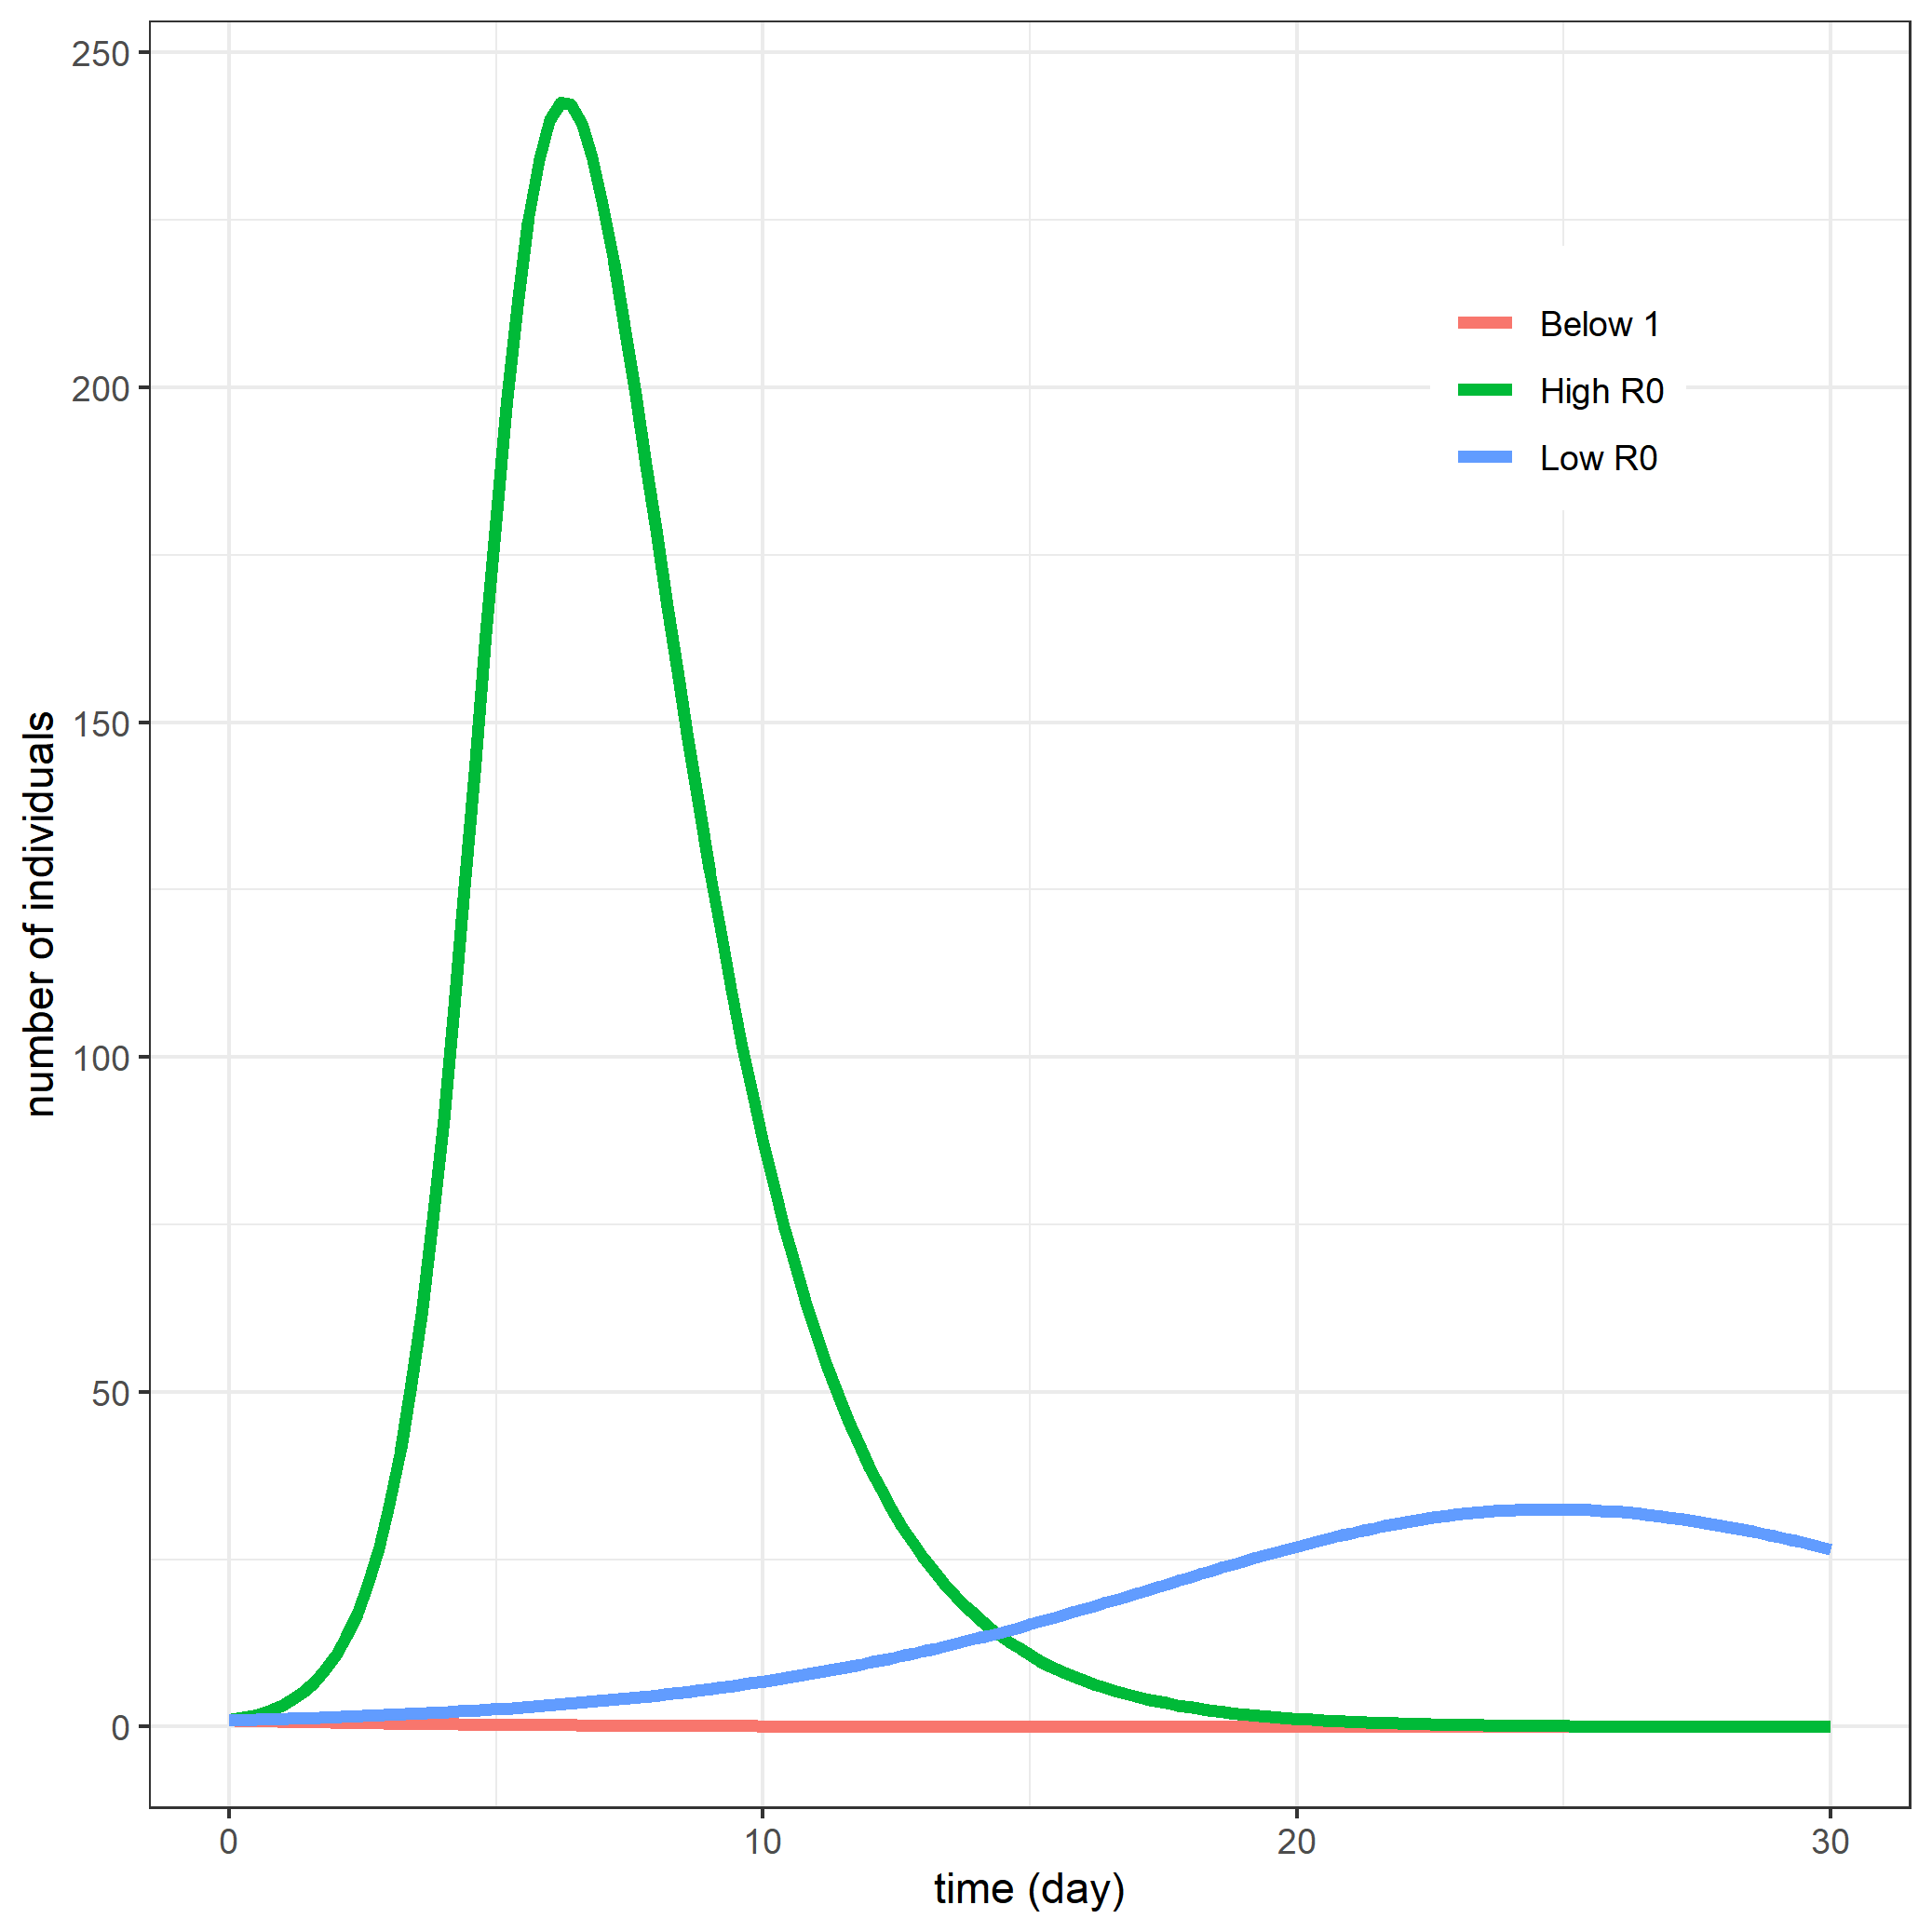 250
200
150
100
50
0
number of individuals
Below 1
High R0
Low R0
0 10 20 30
time (day)